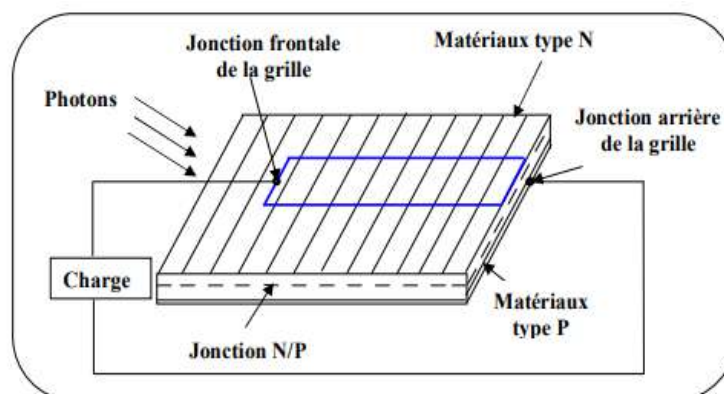 Jonction frontale
de la grille
Matériaux type N
Photons
Jonction arrière
de la grille
Charge
Matériaux
type P
Jonction N/P